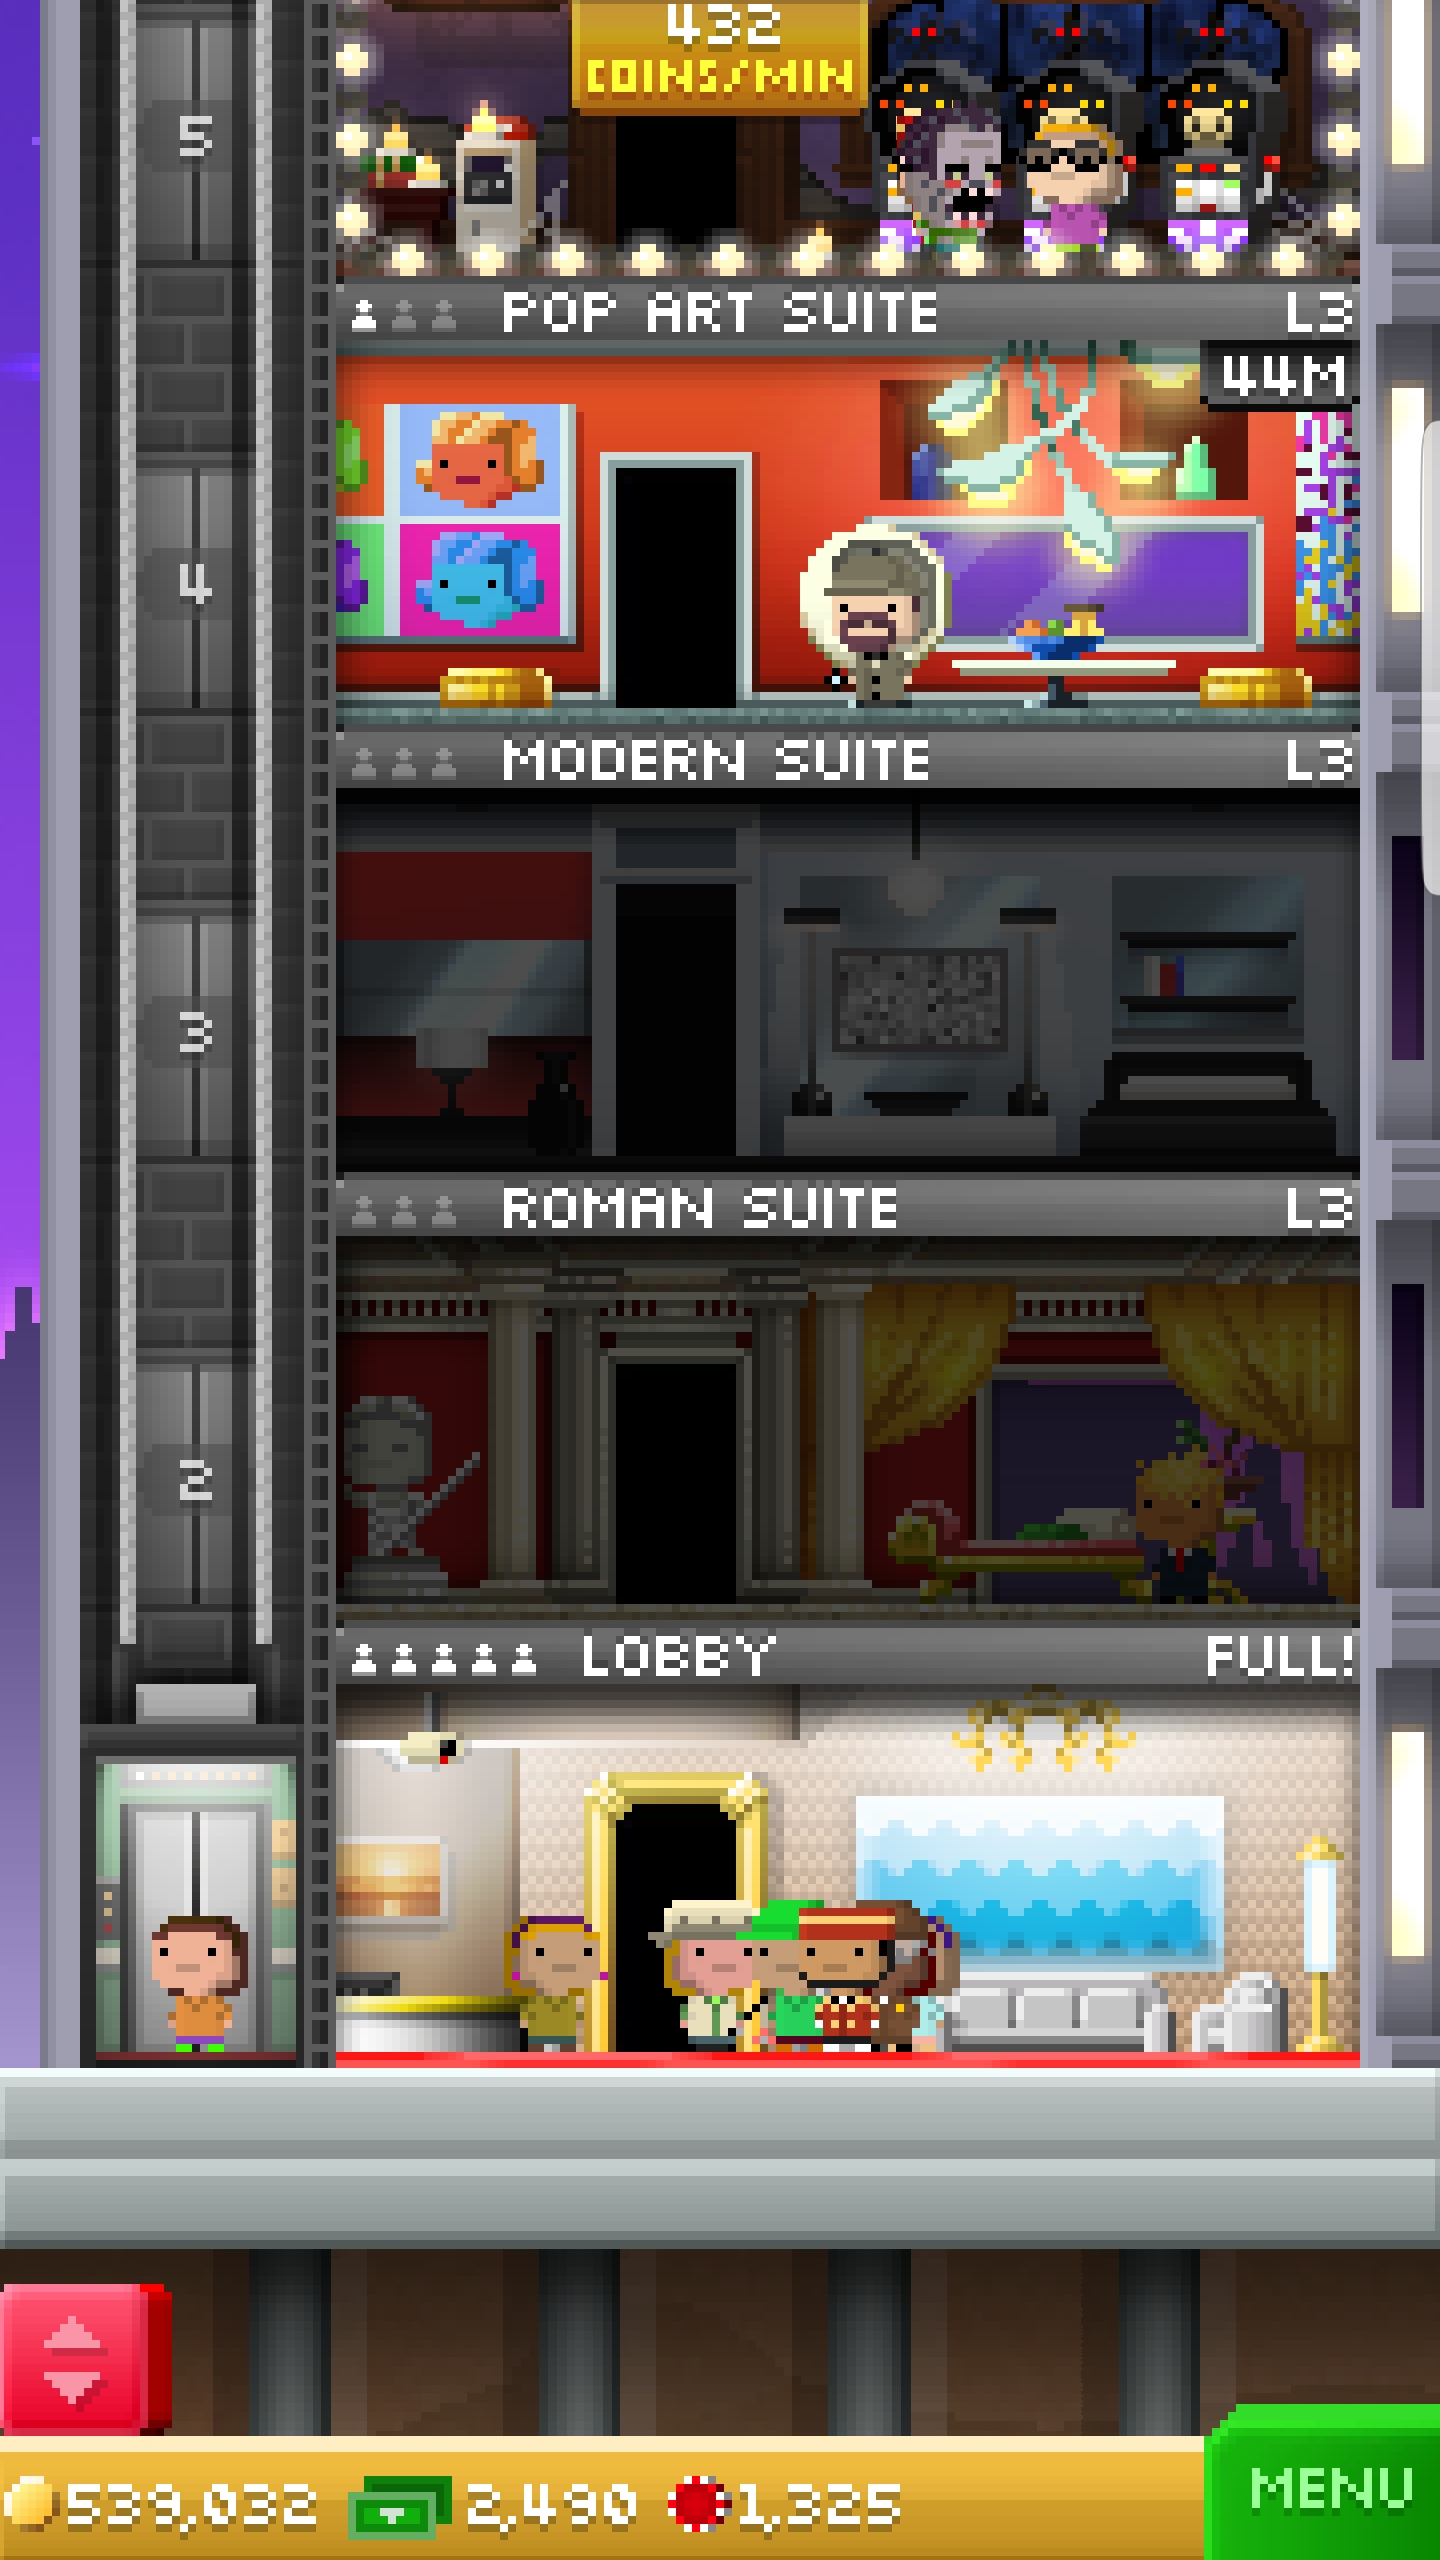 432
COINS/MIN
5
POP ART SUITE L3
44M
4
MODERN SUITE L3
3
ROMAN SUITE L3
2
LOBBY FULL!
539,032 2,490 1,325
MENU